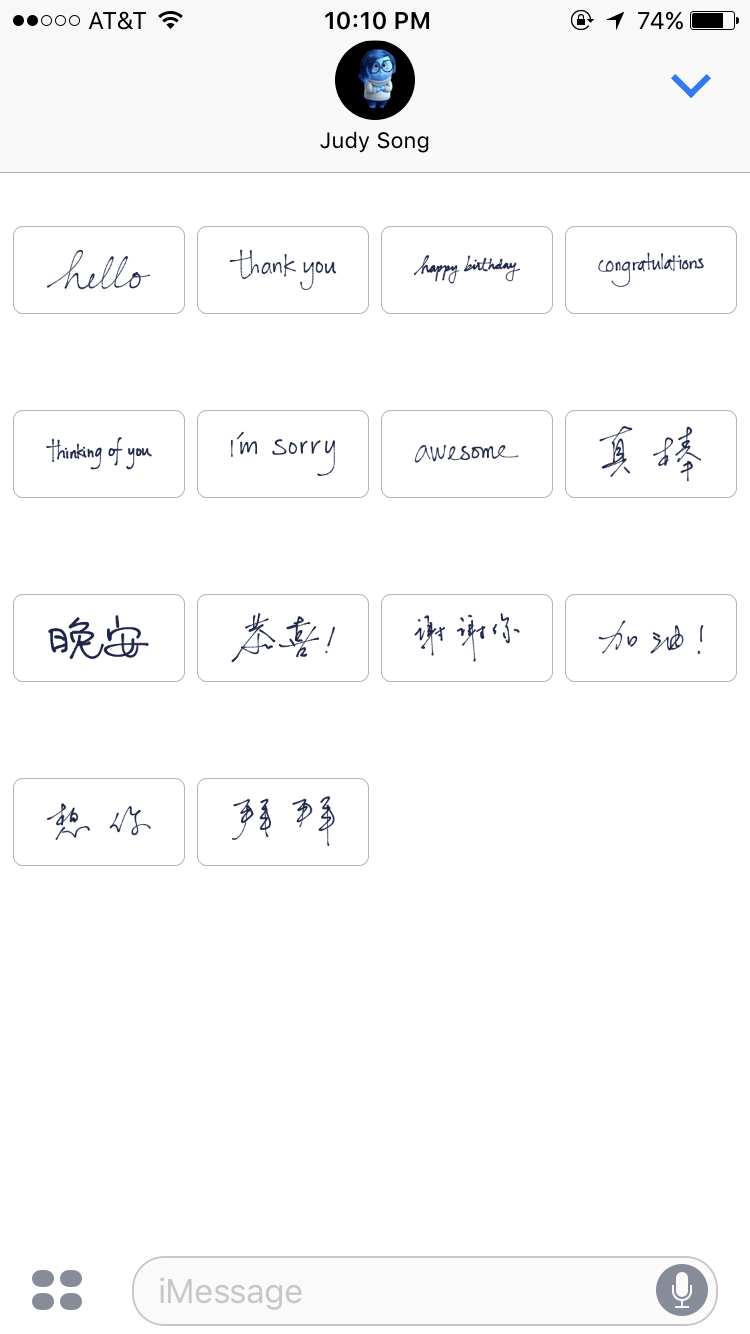 AT&T 10:10 PM 74%
Judy Song
hello thank you happy birthday congratulations
thinking of you i'm sorry awesome 真棒
晚安 恭喜! 谢谢你 加油!
想你 拜拜
iMessage